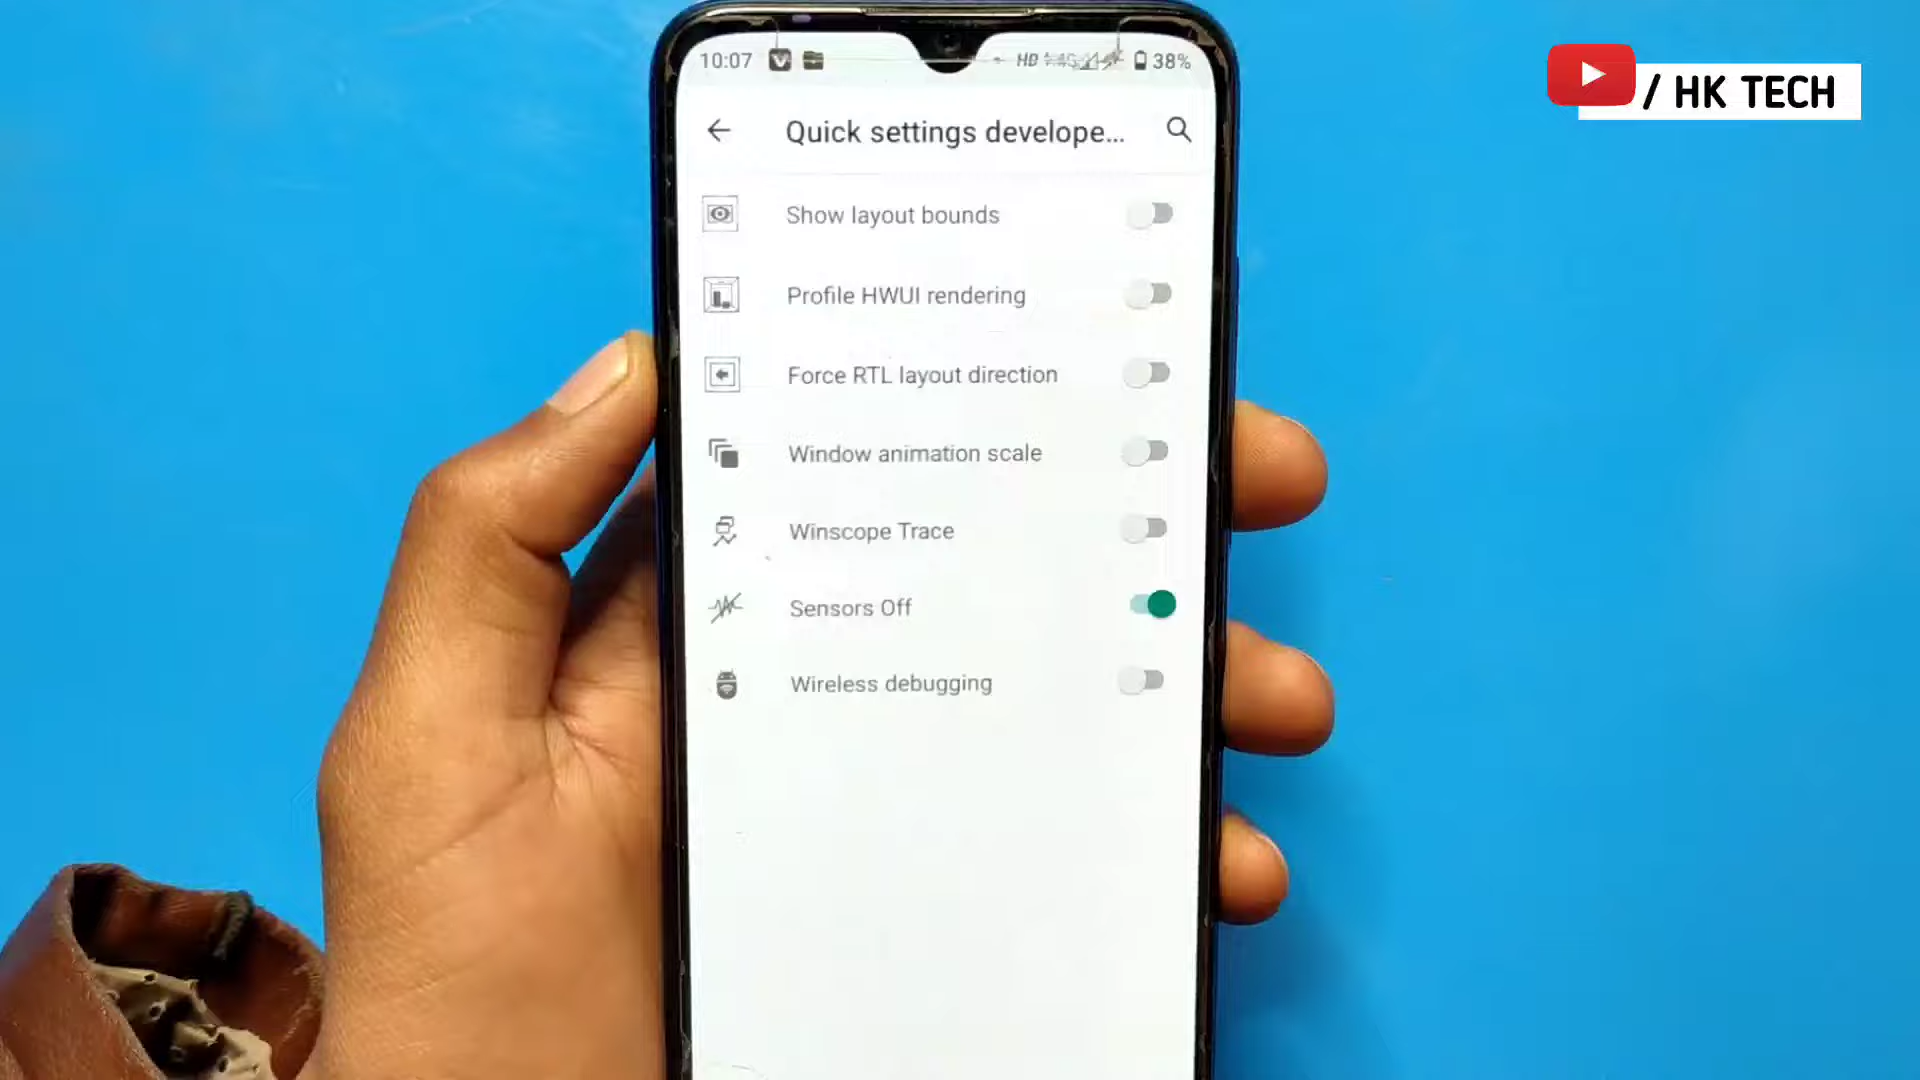 10:07 38%
/ HK TECH
Quick settings develope...
Show layout bounds
Profile HWUI rendering
Force RTL layout direction
Window animation scale
Winscope Trace
Sensors Off
Wireless debugging